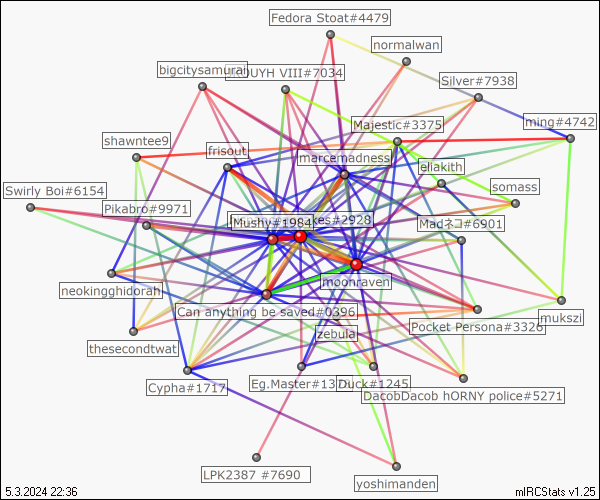 Fedora Stoat#4479
normalwan
bigcitysamurai
UYH VIII#7034
Silver#7938
Majestic#3375
ming#4742
shawntee9
frisout
marcemadness
eliakith
somass
Swirly Boi#6154
Pikabro#9971
Mushy#1984
kes#2928
Madネコ#6901
moonraven
neokingghidorah
Can anything be saved#0396
Pocket Persona#3326
mukszi
zebula
thesecondtwat
Cypha#1717
Eg.Master#137
Duck#1245
DacobDacob hORNY police#5271
LPK2387 #7690
yoshimanden
5.3.2024 22:36
mIRCStats v1.25